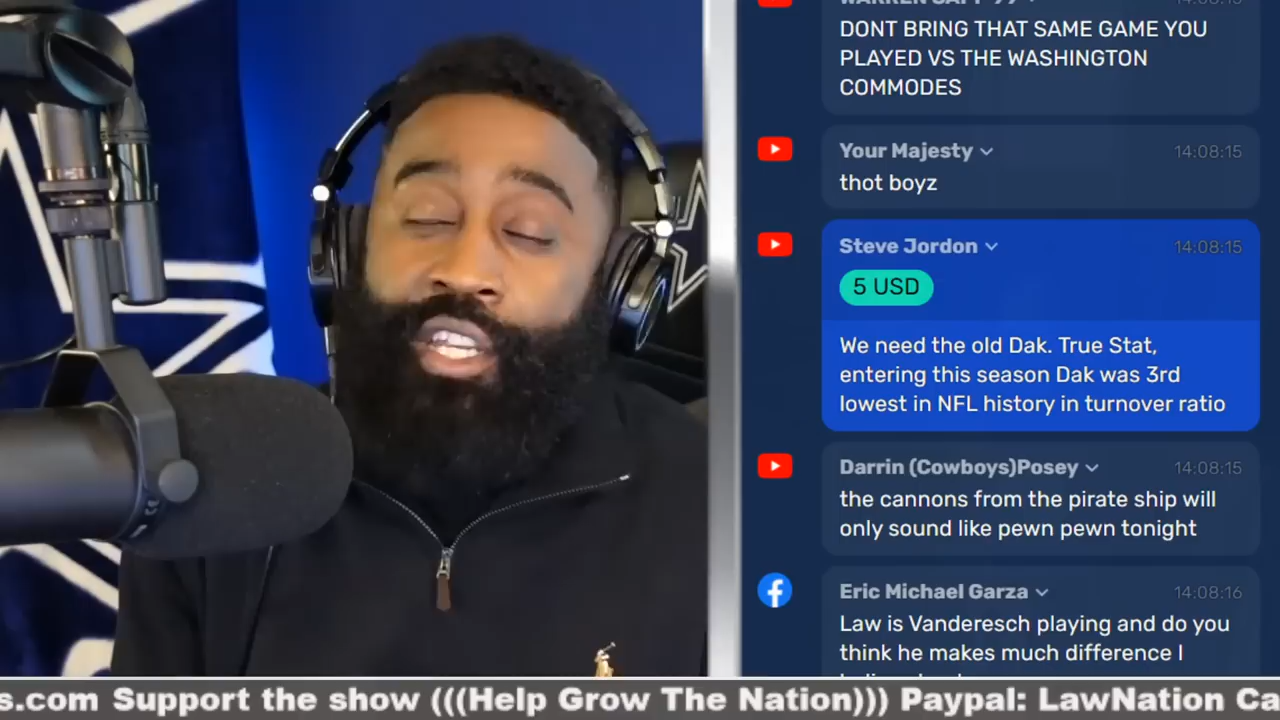 DONT BRING THAT SAME GAME YOU
PLAYED VS THE WASHINGTON
COMMODES
Your Majesty
14:08:15
thot boyz
Steve Jordon
14:08:15
5 USD
We need the old Dak. True Stat,
entering this season Dak was 3rd
lowest in NFL history in turnover ratio
Darrin (Cowboys)Posey
14:08:15
the cannons from the pirate ship will
only sound like pewn pewn tonight
Eric Michael Garza
14:08:16
Law is Vanderesch playing and do you
think he makes much difference I
s.com Support the show (((Help Grow The Nation))) Paypal: LawNation Ca